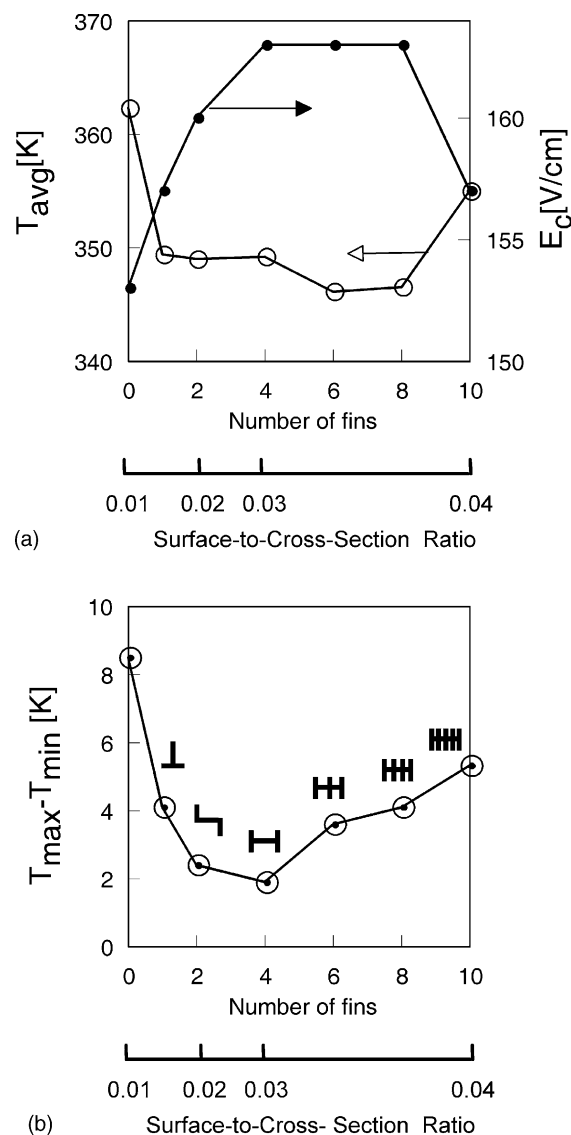 370
360
350
340
T_avg[K]
160
155
150
E_c[V/cm]
0 2 4 6 8 10
Number of fins
0.01 0.02 0.03 0.04
(a) Surface-to-Cross-Section Ratio
10
8
6
4
2
0
T_max-T_min [K]
0 2 4 6 8 10
Number of fins
0.01 0.02 0.03 0.04
(b) Surface-to-Cross- Section Ratio